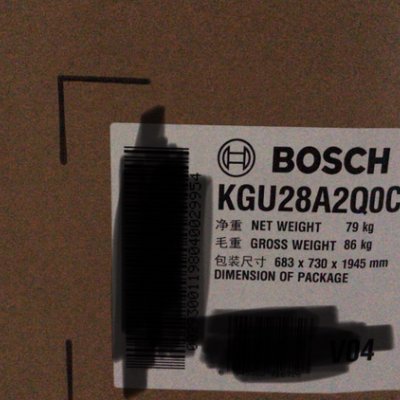 BOSCH
KGU28A2Q0C
净重 NET WEIGHT 79 kg
毛重 GROSS WEIGHT 86 kg
包装尺寸 683 x 730 x 1945 mm
DIMENSION OF PACKAGE
V04